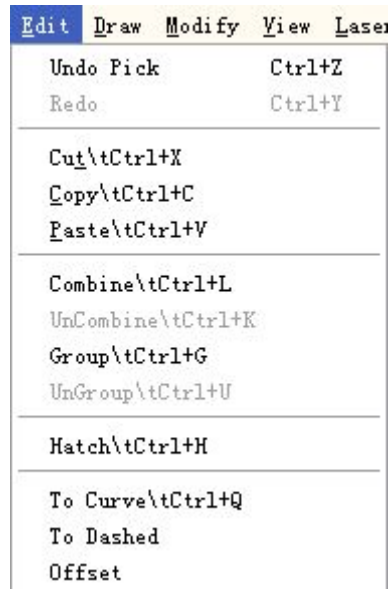 Edit Draw Modify View Laser
Undo Pick Ctrl+Z
Redo Ctrl+Y
Cut\tCtrl+X
Copy\tCtrl+C
Paste\tCtrl+V
Combine\tCtrl+L
UnCombine\tCtrl+K
Group\tCtrl+G
UnGroup\tCtrl+U
Hatch\tCtrl+H
To Curve\tCtrl+Q
To Dashed
Offset